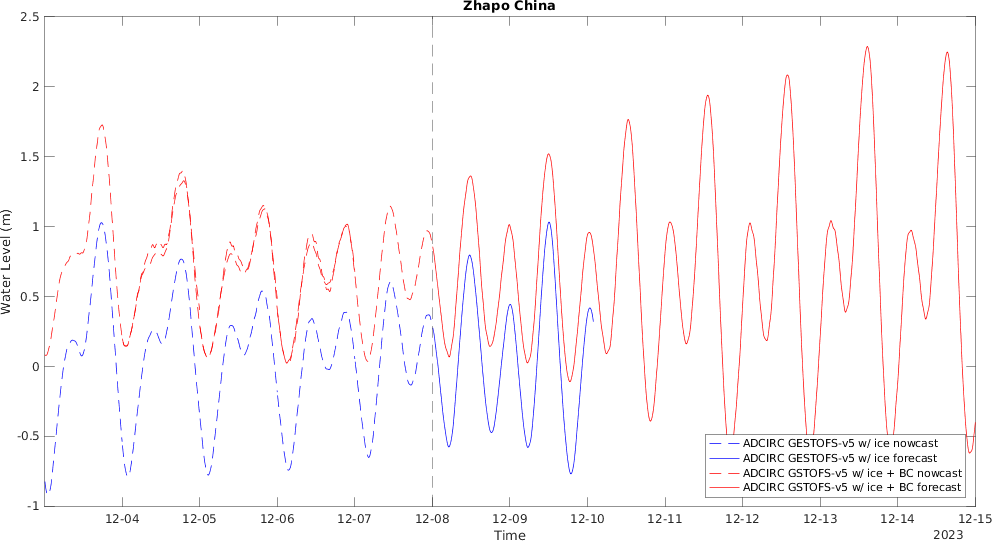 Zhapo China
2.5
2
1.5
1
0.5
0
-0.5
-1
Water Level (m)
12-04 12-05 12-06 12-07 12-08 12-09 12-10 12-11 12-12 12-13 12-14 12-15
Time
2023
ADCIRC GESTOFS-v5 w/ ice nowcast
ADCIRC GESTOFS-v5 w/ ice forecast
ADCIRC GSTOFS-v5 w/ ice + BC nowcast
ADCIRC GSTOFS-v5 w/ ice + BC forecast